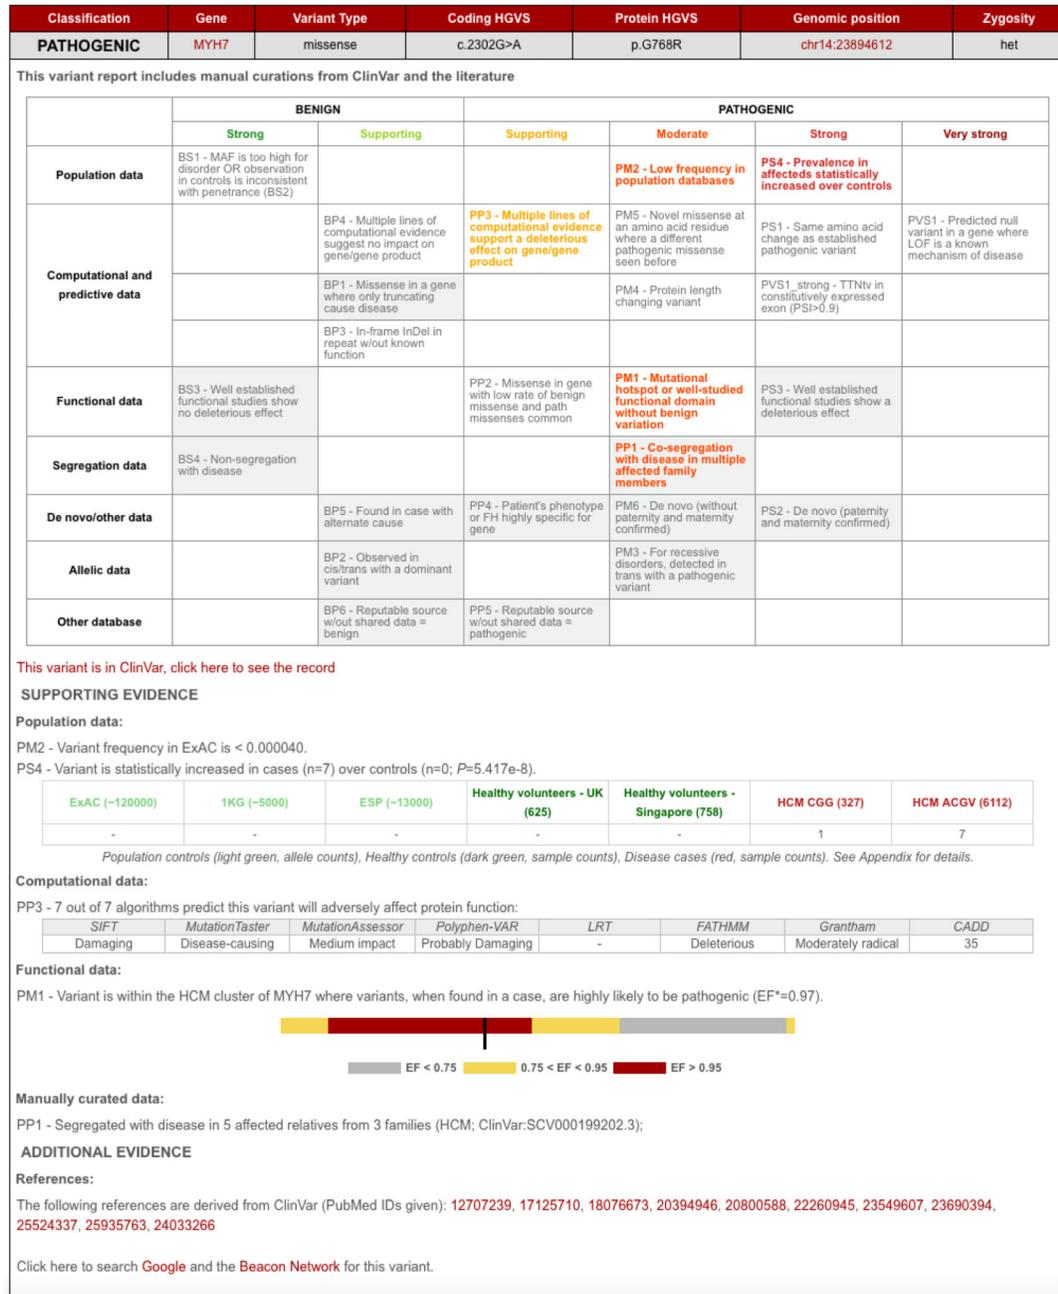 Classification Gene Variant Type Coding HGVS Protein HGVS Genomic position Zygosity
PATHOGENIC MYH7 missense c.2302G>A p.G768R chr14:23894612 het
This variant report includes manual curations from ClinVar and the literature
BENIGN PATHOGENIC
Strong Supporting Supporting Moderate Strong Very strong
Population data
BS1 - MAF is too high for
disorder OR observation
in controls is inconsistent
with penetrance (BS2)
PM2 - Low frequency in
population databases
PS4 - Prevalence in
affecteds statistically
increased over controls
Computational and
predictive data
BP4 - Multiple lines of
computational evidence
suggest no impact on
gene/gene product
PP3 - Multiple lines of
computational evidence
support a deleterious
effect on gene/gene
product
PM5 - Novel missense at
an amino acid residue
where a different
pathogenic missense
seen before
PS1 - Same amino acid
change as established
pathogenic variant
PVS1 - Predicted null
variant in a gene where
LOF is a known
mechanism of disease
BP1 - Missense in a gene
where only truncating
cause disease
PM4 - Protein length
changing variant
PVS1_strong - TTNtv in
constitutively expressed
exon (PSI>0.9)
BP3 - In-frame InDel in
repeat w/out known
function
Functional data
BS3 - Well established
functional studies show
no deleterious effect
PP2 - Missense in gene
with low rate of benign
missense and path
missenses common
PM1 - Mutational
hotspot or well-studied
functional domain
without benign
variation
PS3 - Well established
functional studies show a
deleterious effect
Segregation data
BS4 - Non-segregation
with disease
PP1 - Co-segregation
with disease in multiple
affected family
members
De novo/other data
BP5 - Found in case with
alternate cause
PP4 - Patient's phenotype
or FH highly specific for
gene
PM6 - De novo (without
paternity and maternity
confirmed)
PS2 - De novo (paternity
and maternity confirmed)
Allelic data
BP2 - Observed in
cis/trans with a dominant
variant
PM3 - For recessive
disorders, detected in
trans with a pathogenic
variant
Other database
BP6 - Reputable source
w/out shared data =
benign
PP5 - Reputable source
w/out shared data =
pathogenic
This variant is in ClinVar, click here to see the record
SUPPORTING EVIDENCE
Population data:
PM2 - Variant frequency in ExAC is < 0.000040.
PS4 - Variant is statistically increased in cases (n=7) over controls (n=0; P=5.417e-8).
ExAC (~120000) 1KG (~5000) ESP (~13000) Healthy volunteers - UK (625) Healthy volunteers - Singapore (758) HCM CGG (327) HCM ACGV (6112)
- - - - - 1 7
Population controls (light green, allele counts), Healthy controls (dark green, sample counts), Disease cases (red, sample counts). See Appendix for details.
Computational data:
PP3 - 7 out of 7 algorithms predict this variant will adversely affect protein function:
SIFT MutationTaster MutationAssessor Polyphen-VAR LRT FATHMM Grantham CADD
Damaging Disease-causing Medium impact Probably Damaging - Deleterious Moderately radical 35
Functional data:
PM1 - Variant is within the HCM cluster of MYH7 where variants, when found in a case, are highly likely to be pathogenic (EF*=0.97).
EF < 0.75 0.75 < EF < 0.95 EF > 0.95
Manually curated data:
PP1 - Segregated with disease in 5 affected relatives from 3 families (HCM; ClinVar:SCV000199202.3);
ADDITIONAL EVIDENCE
References:
The following references are derived from ClinVar (PubMed IDs given): 12707239, 17125710, 18076673, 20394946, 20800588, 22260945, 23549607, 23690394,
25524337, 25935763, 24033266
Click here to search Google and the Beacon Network for this variant.